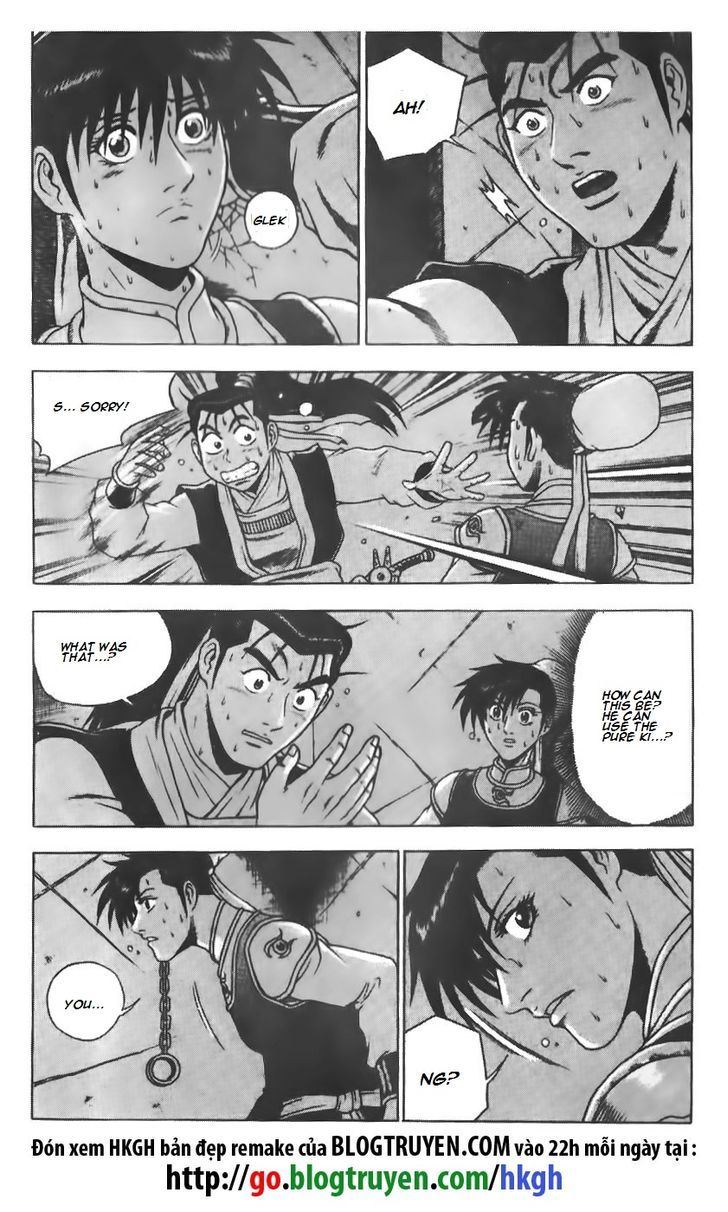 GLEK
AH!
S... SORRY!
WHAT WAS
THAT...?
HOW CAN
THIS BE?
HE CAN
USE THE
PURE KI...?
YOU...
NG?
Đón xem HKGH bản đẹp remake của BLOGTRUYEN.COM vào 22h mỗi ngày tại :
http://go.blogtruyen.com/hkgh